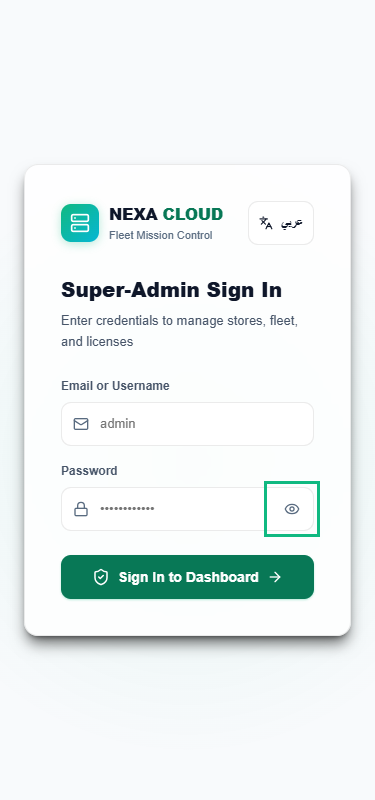 NEXA CLOUD
Fleet Mission Control
عربي
Super-Admin Sign In
Enter credentials to manage stores, fleet,
and licenses
Email or Username
admin
Password
••••••••••••
Sign In to Dashboard